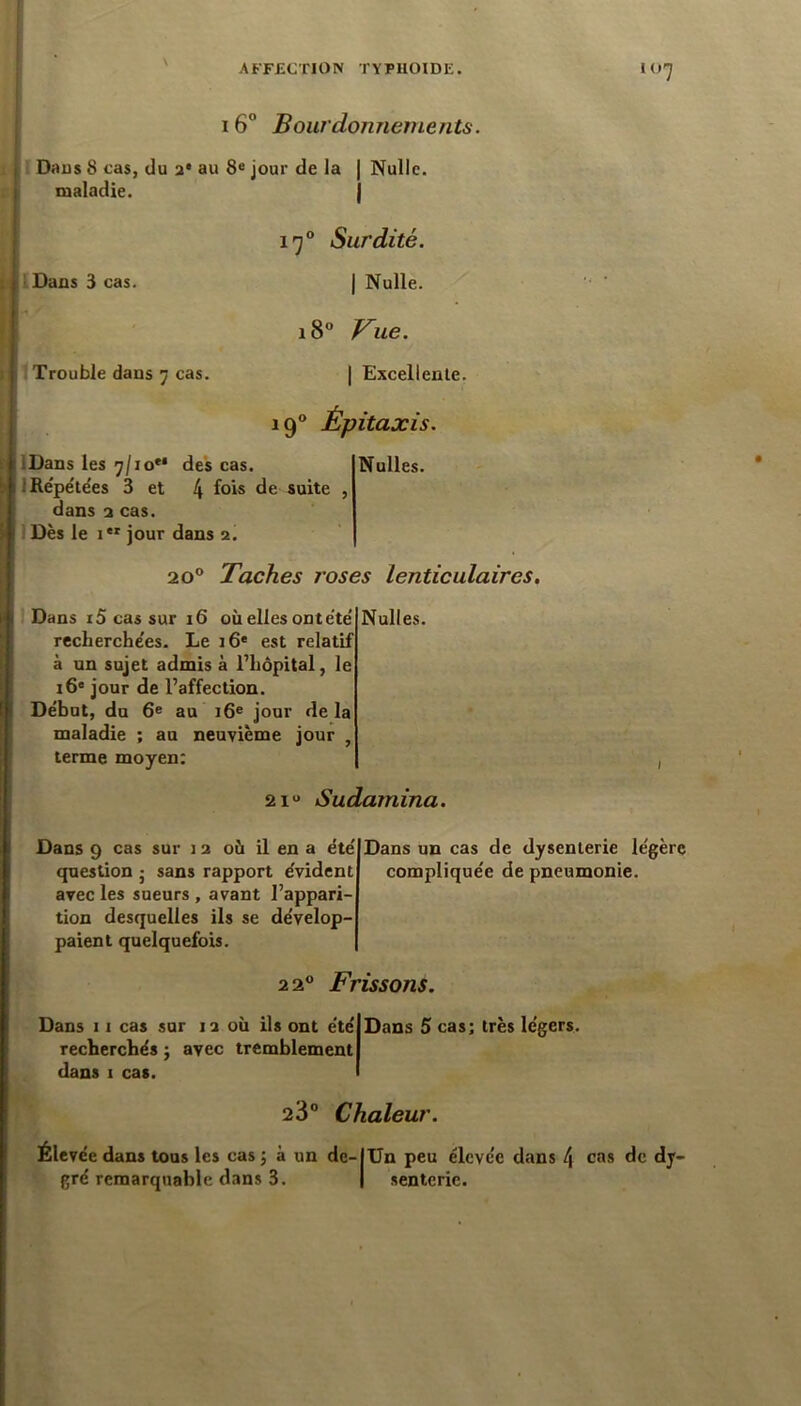 AFFECTION TYPHOIDE. 107
16° Bourdonnements.
Dans 8 cas, du 2e au 8e jour de la | Nulle.
maladie. |
17° Surdité.
Dans 3 cas. | Nulle.
18° Vue.
Trouble dans 7 cas. | Excellente.
19° Épitaxis.
Dans les 7/10es des cas. | Nulles.
Répétées 3 et 4 fois de suite ,
dans 2 cas.
Dès le 1er jour dans 2.
20° Taches roses lenticulaires.
Dans 15 cas sur 16 où elles ont été | Nulles.
recherchées. Le 16e est relatif
à un sujet admis à l'hôpital, le
16e jour de l'affection.
Début, du 6e au 16e jour de la
maladie ; au neuvième jour ,
terme moyen:
21° Sudamina.
Dans 9 cas sur 12 où il en a été | Dans un cas de dysenterie légère
question ; sans rapport évident | compliquée de pneumonie.
avec les sueurs , avant l'appari-
tion desquelles ils se dévelop-
paient quelquefois.
22° Frissons.
Dans 11 cas sur 12 où ils ont été | Dans 5 cas; très légers.
recherchés ; avec tremblement
dans 1 cas.
23° Chaleur.
Élevée dans tous les cas ; à un de- | Un peu élevée dans 4 cas de dy-
gré remarquable dans 3. | senterie.